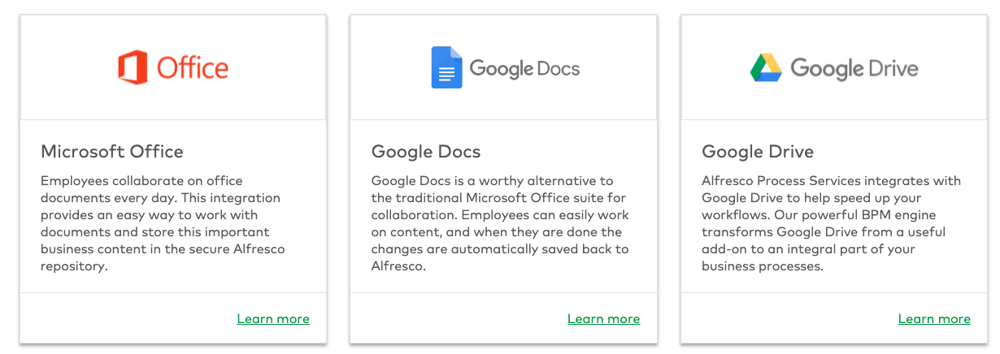 Office
Microsoft Office
Employees collaborate on office
documents every day. This integration
provides an easy way to work with
documents and store this important
business content in the secure Alfresco
repository.
Learn more
Google Docs
Google Docs
Google Docs is a worthy alternative to
the traditional Microsoft Office suite for
collaboration. Employees can easily work
on content, and when they are done the
changes are automatically saved back to
Alfresco.
Learn more
Google Drive
Google Drive
Alfresco Process Services integrates with
Google Drive to help speed up your
workflows. Our powerful BPM engine
transforms Google Drive from a useful
add-on to an integral part of your
business processes.
Learn more